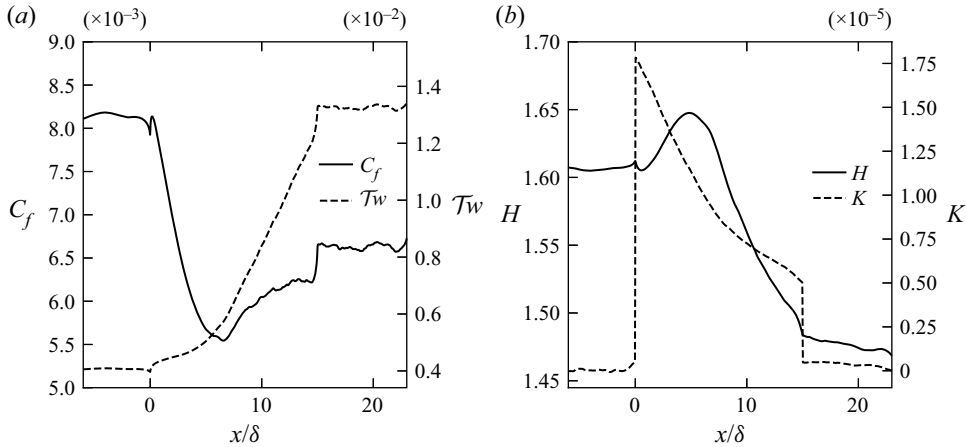 (a) (×10−3) (×10−2)
9.0
8.5
8.0
7.5
7.0
6.5
6.0
5.5
5.0
Cf
1.4
1.2
1.0
0.8
0.6
0.4
𝒯w
Cf
𝒯w
0 10 20
x/δ
(b) (×10−5)
1.70
1.65
1.60
1.55
1.50
1.45
H
1.75
1.50
1.25
1.00
0.75
0.50
0.25
0
K
H
K
0 10 20
x/δ